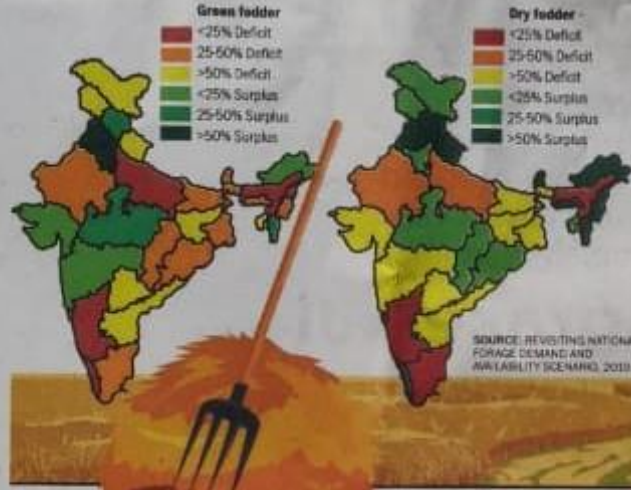 Green fodder
<25% Deficit
25-50% Deficit
>50% Deficit
<25% Surplus
25-50% Surplus
>50% Surplus
Dry fodder -
<25% Deficit
25-50% Deficit
>50% Deficit
<25% Surplus
25-50% Surplus
>50% Surplus
SOURCE: REVISITING NATIONA
FORAGE DEMAND AND
AVAILABILITY SCENARIO,